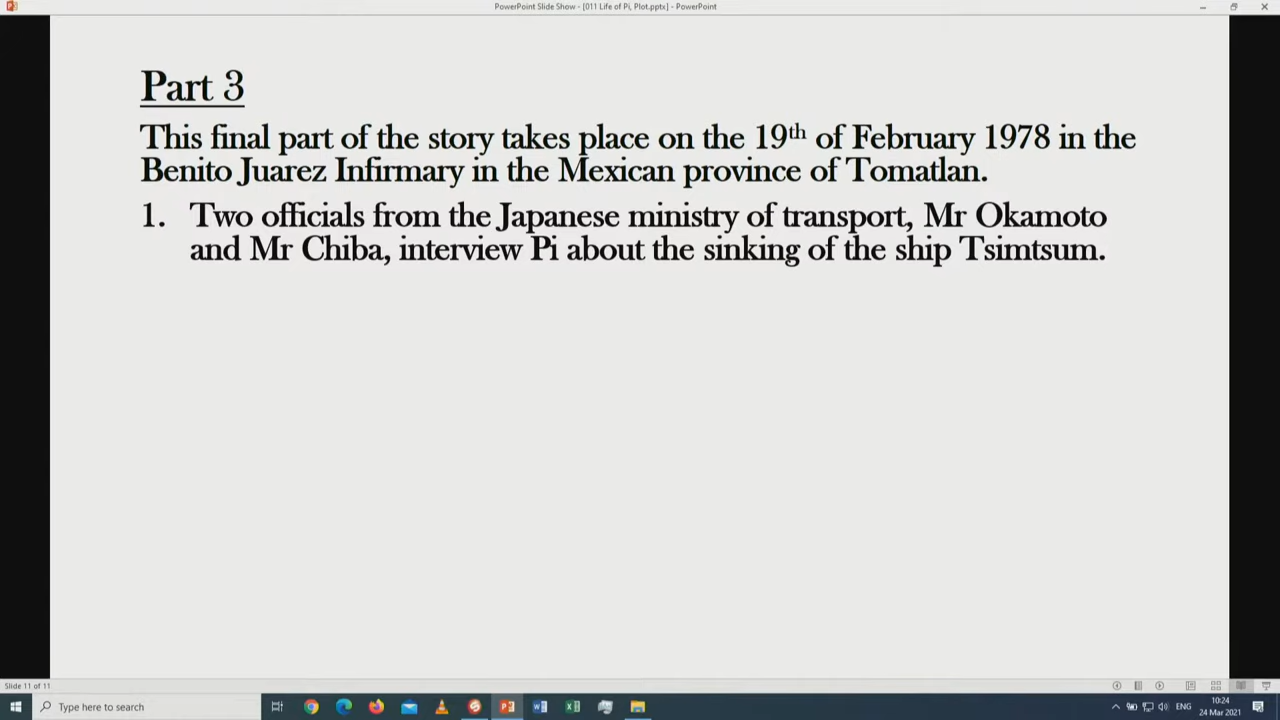 PowerPoint Slide Show - [011 Life of Pi, Plot.pptx] - PowerPoint
Part 3
This final part of the story takes place on the 19th of February 1978 in the
Benito Juarez Infirmary in the Mexican province of Tomatlan.
1. Two officials from the Japanese ministry of transport, Mr Okamoto
and Mr Chiba, interview Pi about the sinking of the ship Tsimtsum.
Slide 11 of 11
Type here to search
ENG
10:24
24 Mar 2021